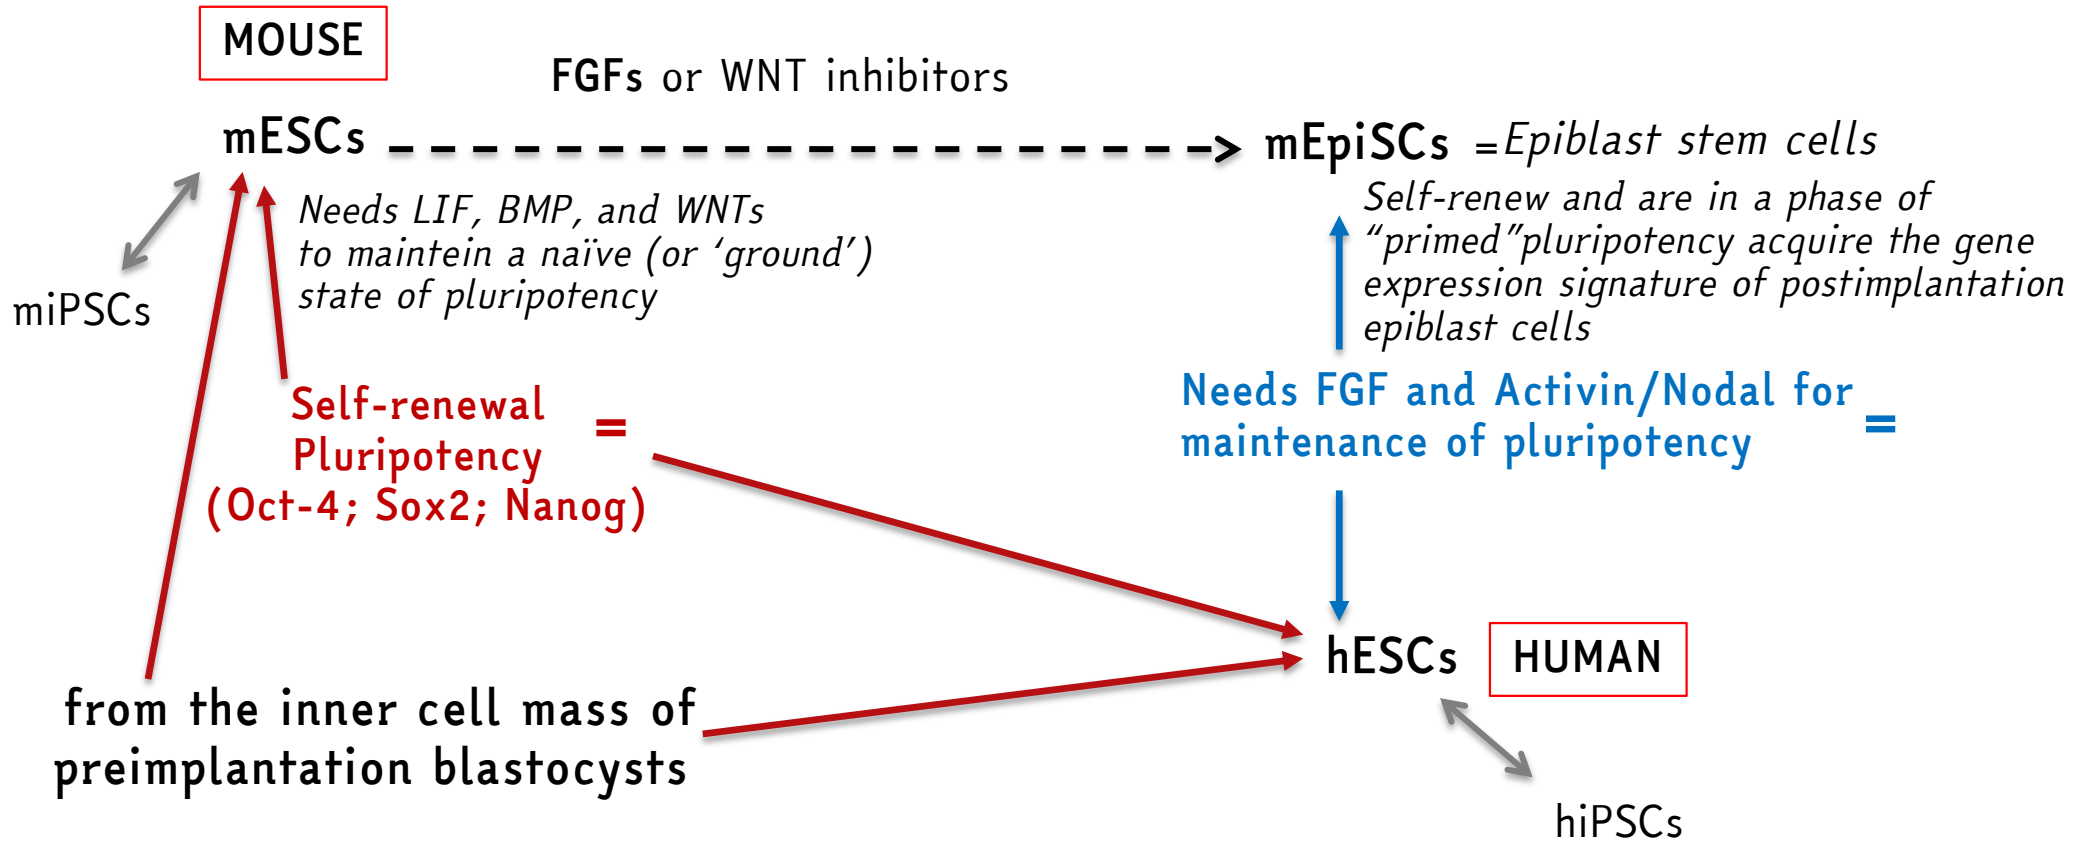 MOUSE
FGFs or WNT inhibitors
mESCs
mEpiSCs =Epiblast stem cells
Needs LIF, BMP, and WNTs
to maintein a naïve (or ‘ground’)
state of pluripotency
Self-renew and are in a phase of
“primed”pluripotency acquire the gene
expression signature of postimplantation
epiblast cells
miPSCs
Self-renewal
Pluripotency
(Oct-4; Sox2; Nanog)
=
Needs FGF and Activin/Nodal for
maintenance of pluripotency
=
hESCs
HUMAN
from the inner cell mass of
preimplantation blastocysts
hiPSCs